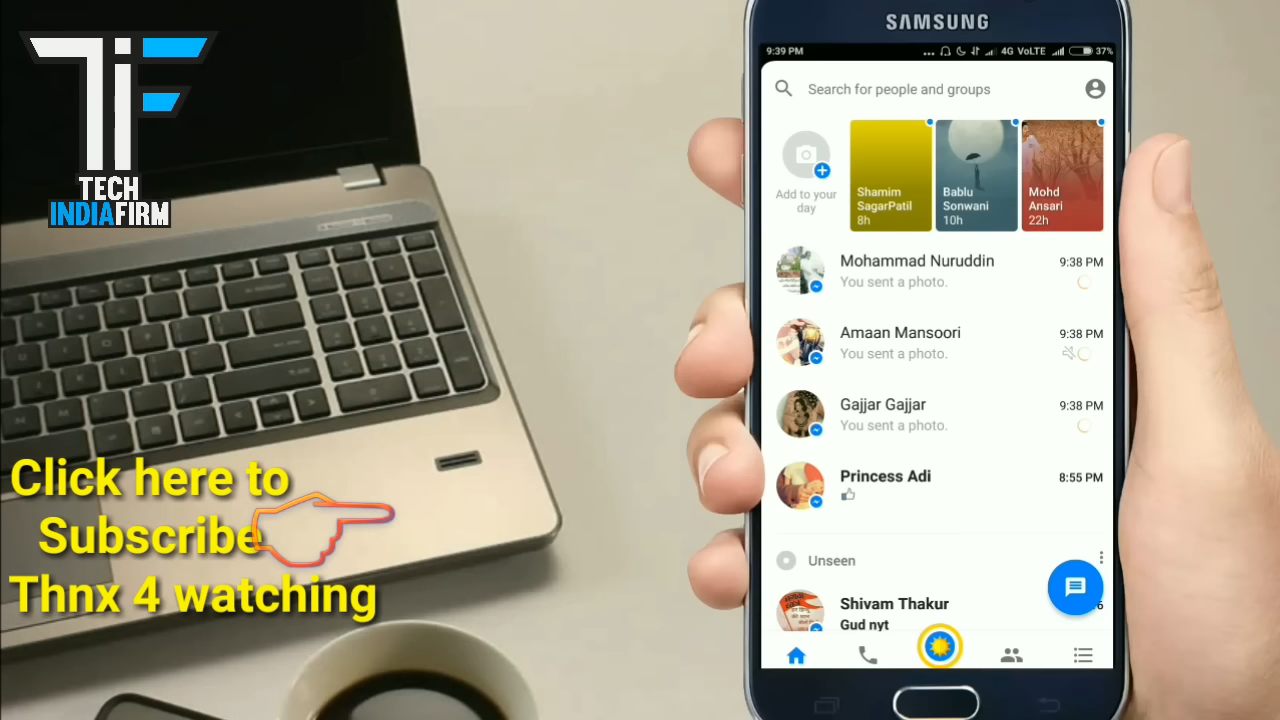 TECH
INDIAFIRM
Click here to
Subscribe
Thnx 4 watching
SAMSUNG
9:39 PM
4G VoLTE
37%
Search for people and groups
Add to your
day
Shamim
SagarPatil
8h
Bablu
Sonwani
10h
Mohd
Ansari
22h
Mohammad Nuruddin
9:38 PM
You sent a photo.
Amaan Mansoori
9:38 PM
You sent a photo.
Gajjar Gajjar
9:38 PM
You sent a photo.
Princess Adi
8:55 PM
Unseen
Shivam Thakur
Gud nyt